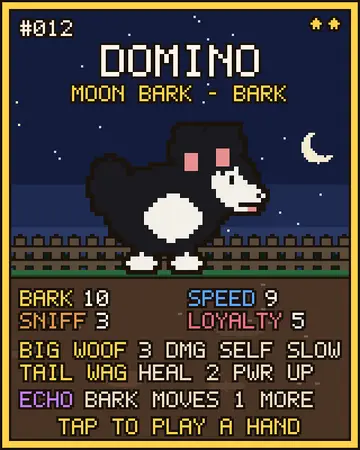 #012
DOMINO
MOON BARK - BARK
BARK 10 SPEED 9
SNIFF 3 LOYALTY 5
BIG WOOF 3 DMG SELF SLOW
TAIL WAG HEAL 2 PWR UP
ECHO BARK MOVES 1 MORE
TAP TO PLAY A HAND